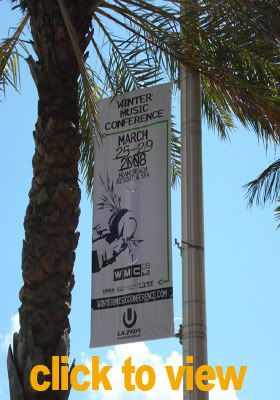 WINTER
MUSIC
CONFERENCE
MARCH
25-29
2008
MIAMI BEACH
RESORT & SPA
WMC
WINTERMUSICCONFERENCE.COM
ULTRA
click to view